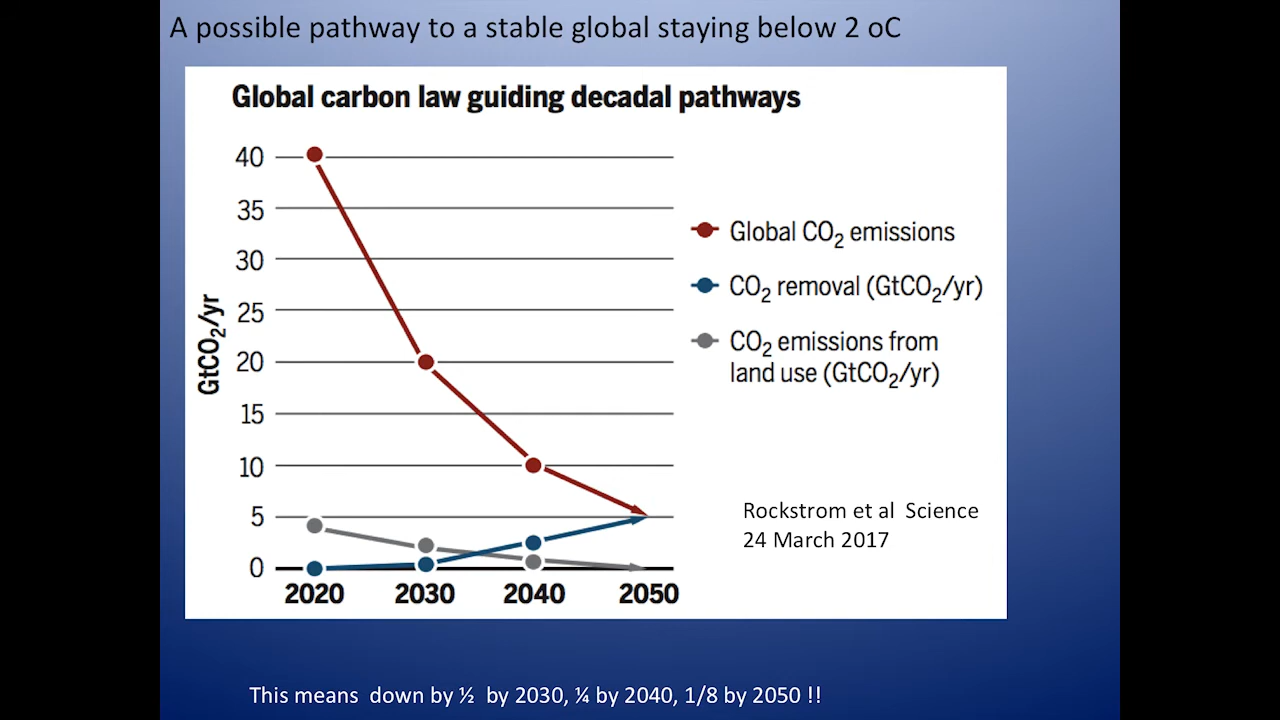 A possible pathway to a stable global staying below 2 oC
Global carbon law guiding decadal pathways
40
35
30
25
20
15
10
5
0
GtCO₂/yr
2020 2030 2040 2050
Global CO₂ emissions
CO₂ removal (GtCO₂/yr)
CO₂ emissions from
land use (GtCO₂/yr)
Rockstrom et al  Science
24 March 2017
This means  down by ½  by 2030, ¼ by 2040, 1/8 by 2050 !!